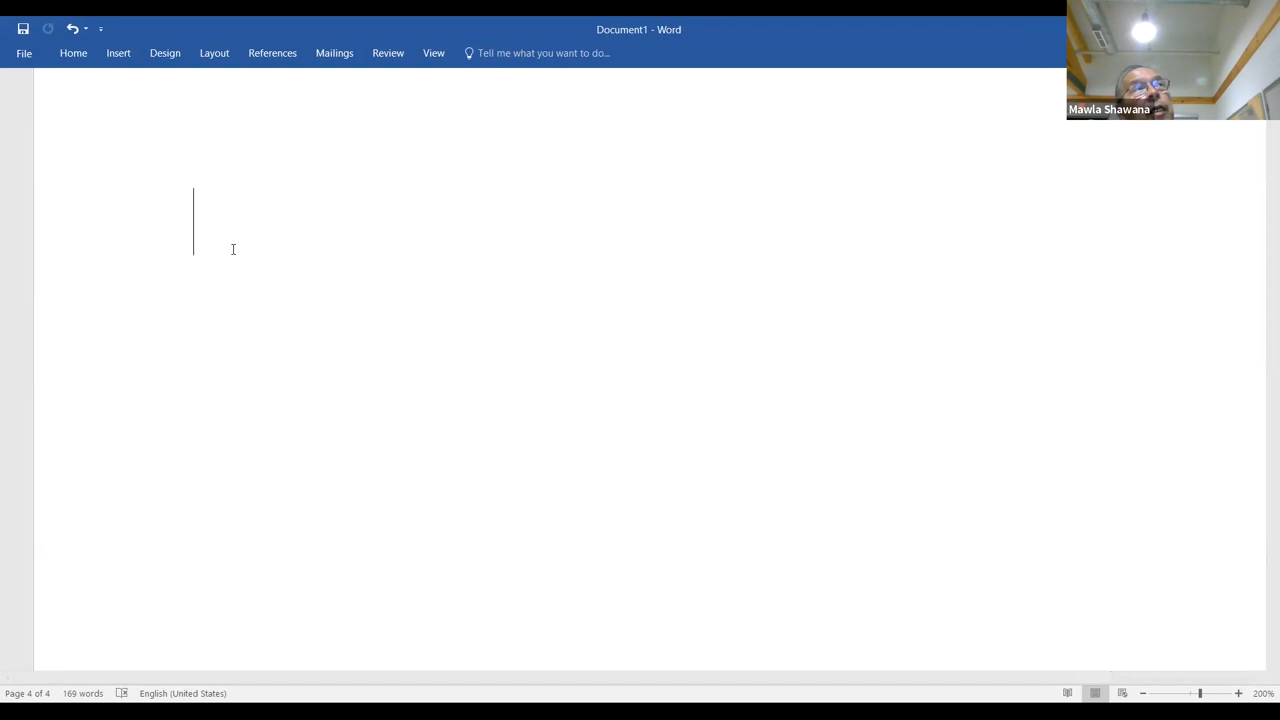 Document1 - Word
File Home Insert Design Layout References Mailings Review View Tell me what you want to do...
Mawla Shawana
Page 4 of 4 169 words English (United States) 200%